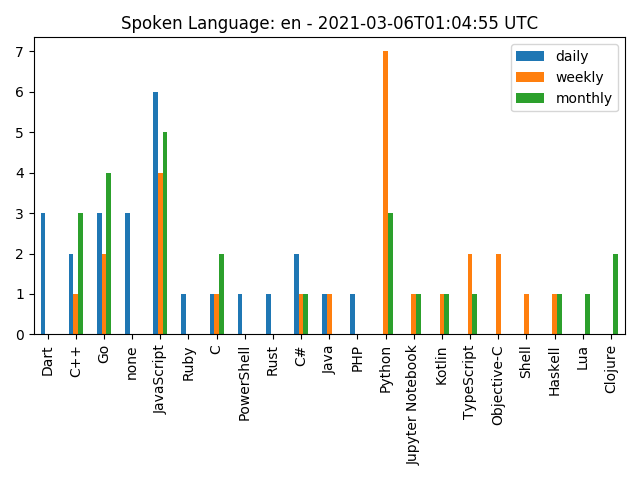 Spoken Language: en - 2021-03-06T01:04:55 UTC
daily
weekly
monthly
7
6
5
4
3
2
1
0
Dart
C++
Go
none
JavaScript
Ruby
C
PowerShell
Rust
C#
Java
PHP
Python
Jupyter Notebook
Kotlin
TypeScript
Objective-C
Shell
Haskell
Lua
Clojure